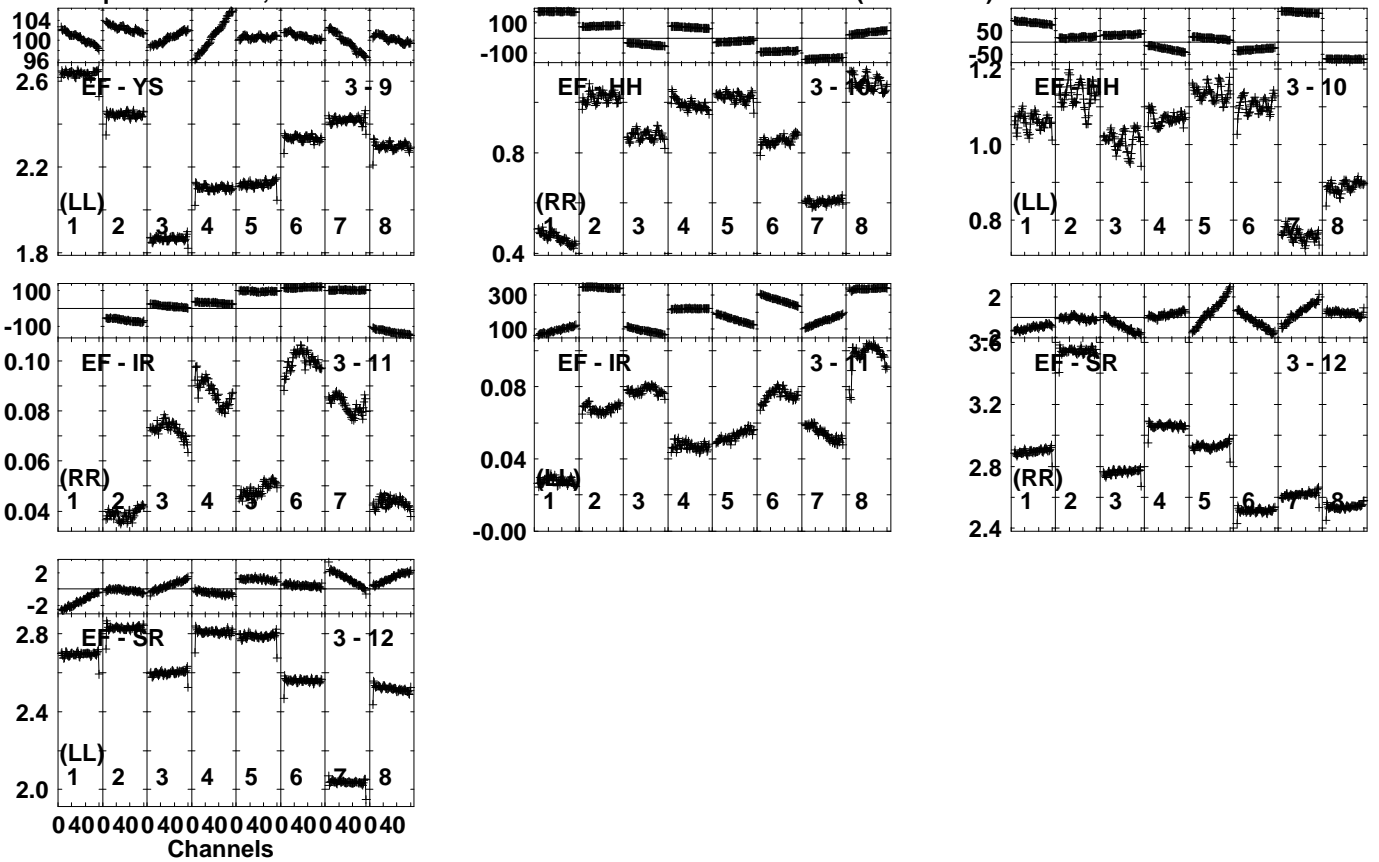 104
100
96
2.6
2.2
1.8
EF - YS 3 - 9
(LL)
1 2 3 4 5 6 7 8
100
-100
0.8
0.4
EF - HH 3 - 10
(RR)
1 2 3 4 5 6 7 8
50
-50
1.2
1.0
0.8
EF - HH 3 - 10
(LL)
1 2 3 4 5 6 7 8
100
-100
0.10
0.08
0.06
0.04
EF - IR 3 - 11
(RR)
1 2 3 4 5 6 7 8
300
100
0.08
0.04
-0.00
EF - IR 3 - 11
(LL)
1 2 3 4 5 6 7 8
2
-2
3.6
3.2
2.8
2.4
EF - SR 3 - 12
(RR)
1 2 3 4 5 6 7 8
2
-2
2.8
2.4
2.0
EF - SR 3 - 12
(LL)
1 2 3 4 5 6 7 8
0 40 0 40 0 40 0 40 0 40 0 40 0 40 0 40
Channels